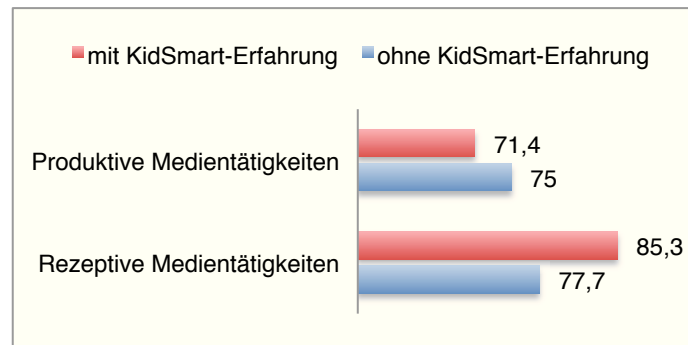 mit KidSmart-Erfahrung ohne KidSmart-Erfahrung
Produktive Medientätigkeiten
71,4
75
Rezeptive Medientätigkeiten
85,3
77,7